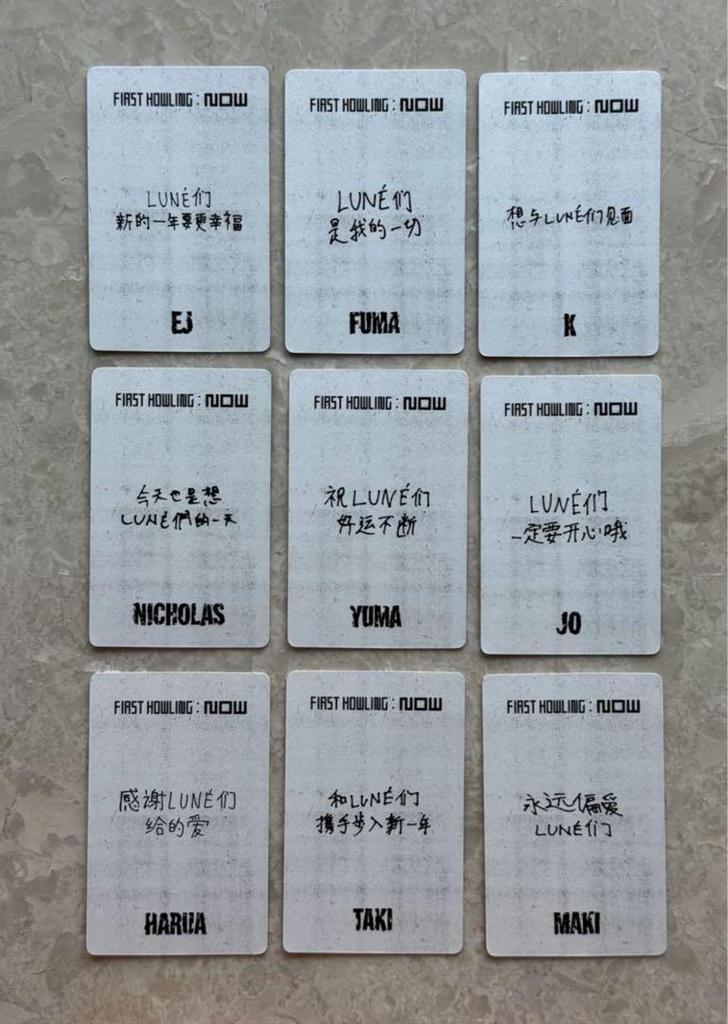 FIRST HOWLING : NOW
LUNÉ们
新的一年要更幸福
EJ
FIRST HOWLING : NOW
LUNÉ们
是我的一切
FUMA
FIRST HOWLING : NOW
想与LUNÉ们见面
K
FIRST HOWLING : NOW
今天也是想
LUNÉ們的一天
NICHOLAS
FIRST HOWLING : NOW
祝LUNÉ们
好运不断
YUMA
FIRST HOWLING : NOW
LUNÉ们
一定要开心哦
JO
FIRST HOWLING : NOW
感谢LUNÉ们
给的爱
HARUA
FIRST HOWLING : NOW
和LUNÉ们
携手步入新一年
TAKI
FIRST HOWLING : NOW
永远偏爱
LUNÉ们
MAKI